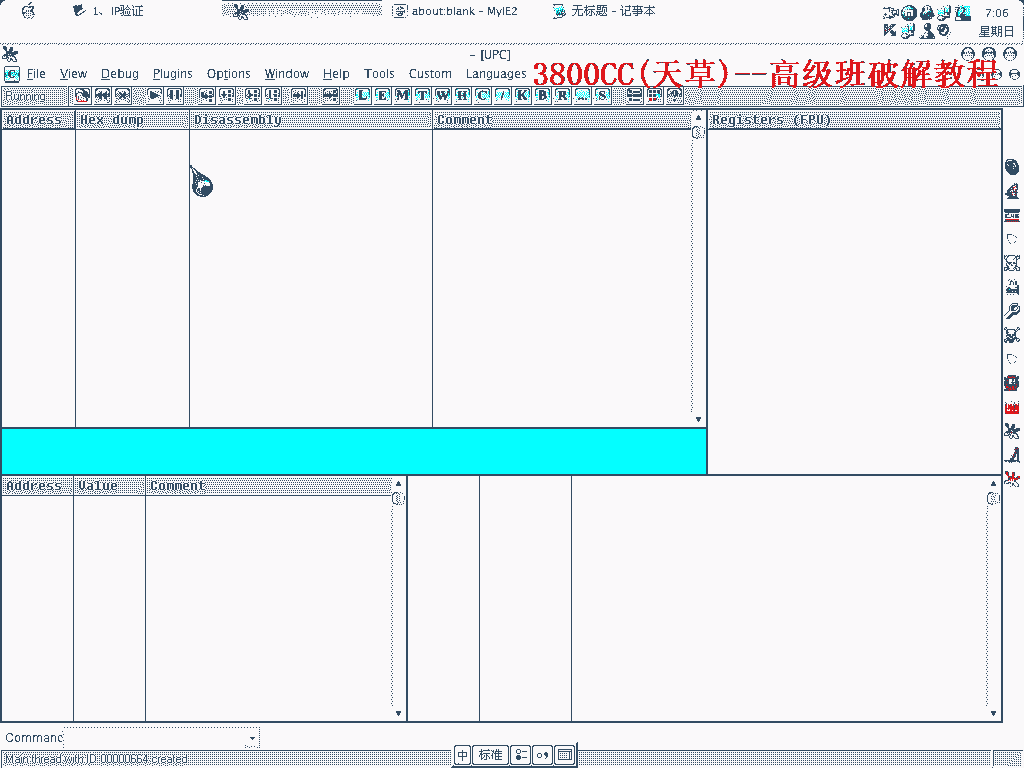 1、IP验证
about:blank - MyIE2
无标题 - 记事本
7:06
星期日
- [UPC]
File View Debug Plugins Options Window Help Tools Custom Languages
3800CC(天草)--高级班破解教程
Running
L E M T W H C / K B R ... S
Address Hex dump Disassembly Comment Registers (FPU)
Address Value Comment
Command
中 标准
Main thread with ID 00000664 created